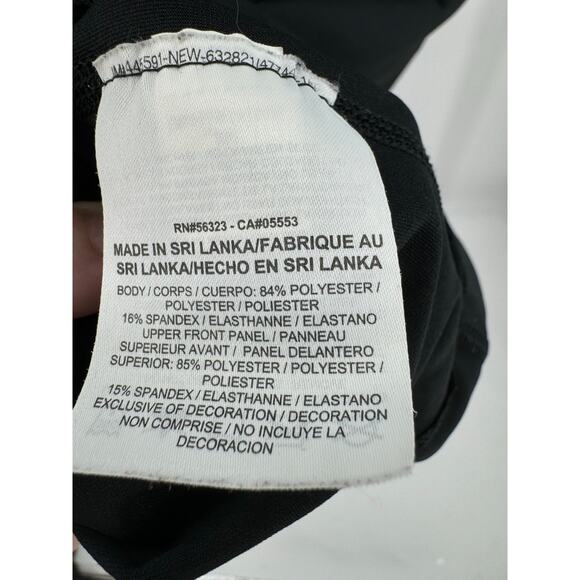 RN#56323 - CA#05553
MADE IN SRI LANKA/FABRIQUE AU
SRI LANKA/HECHO EN SRI LANKA
BODY / CORPS / CUERPO: 84% POLYESTER /
POLYESTER / POLIESTER
16% SPANDEX / ELASTHANNE / ELASTANO
UPPER FRONT PANEL / PANNEAU
SUPERIEUR AVANT / PANEL DELANTERO
SUPERIOR: 85% POLYESTER / POLYESTER /
POLIESTER
15% SPANDEX / ELASTHANNE / ELASTANO
EXCLUSIVE OF DECORATION / DECORATION
NON COMPRISE / NO INCLUYE LA
DECORACION